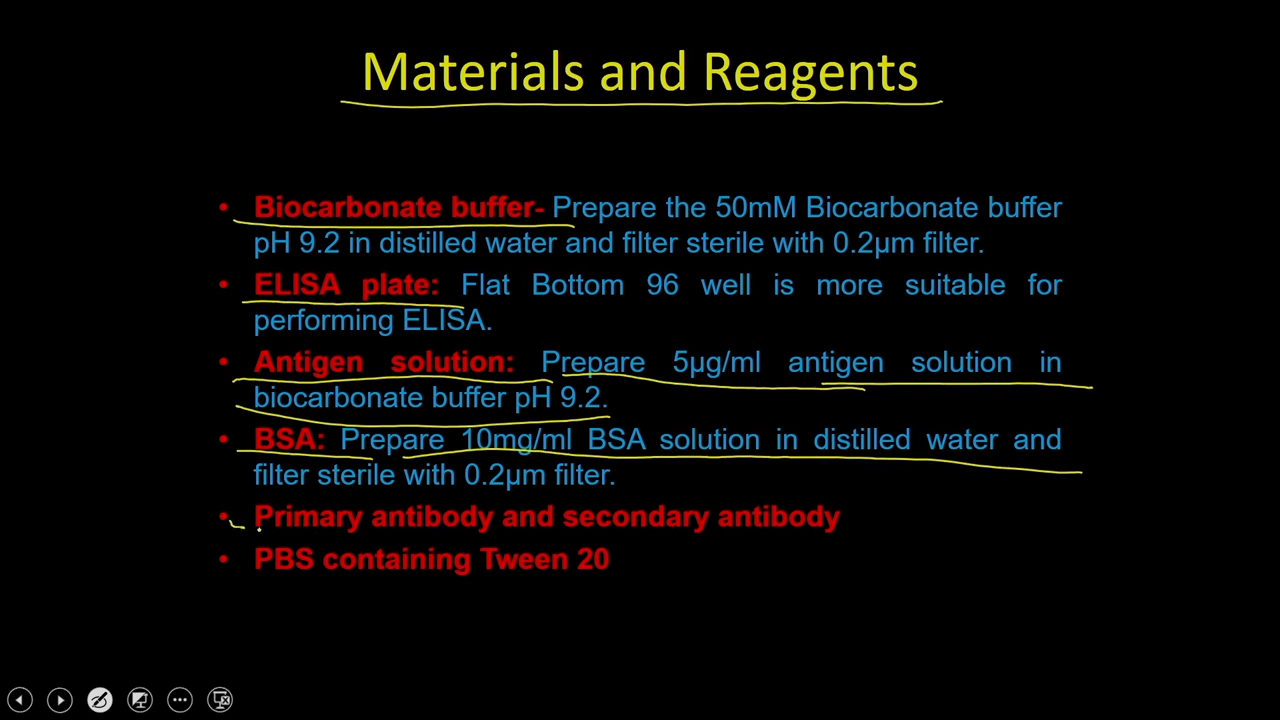 Materials and Reagents
• Biocarbonate buffer- Prepare the 50mM Biocarbonate buffer
pH 9.2 in distilled water and filter sterile with 0.2µm filter.
• ELISA plate: Flat Bottom 96 well is more suitable for
performing ELISA.
• Antigen solution: Prepare 5µg/ml antigen solution in
biocarbonate buffer pH 9.2.
• BSA: Prepare 10mg/ml BSA solution in distilled water and
filter sterile with 0.2µm filter.
• Primary antibody and secondary antibody
• PBS containing Tween 20